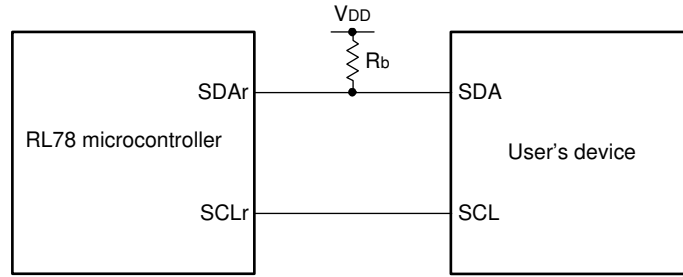 VDD
Rb
SDAr
SDA
RL78 microcontroller
User's device
SCLr
SCL